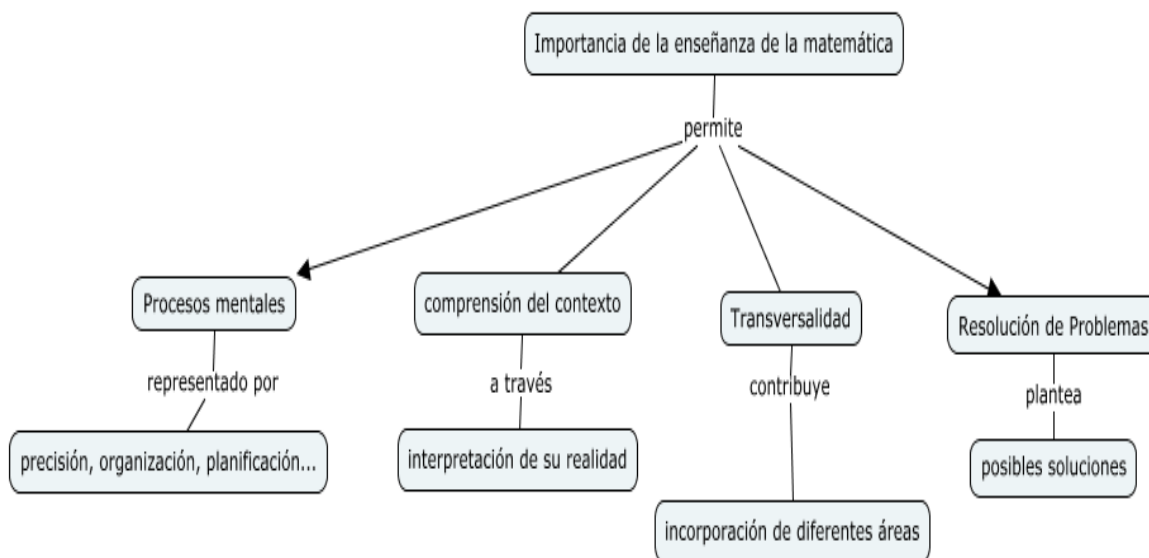 Importancia de la enseñanza de la matemática
permite
Procesos mentales
comprensión del contexto
Transversalidad
Resolución de Problemas
representado por
a través
contribuye
plantea
precisión, organización, planificación...
interpretación de su realidad
incorporación de diferentes áreas
posibles soluciones